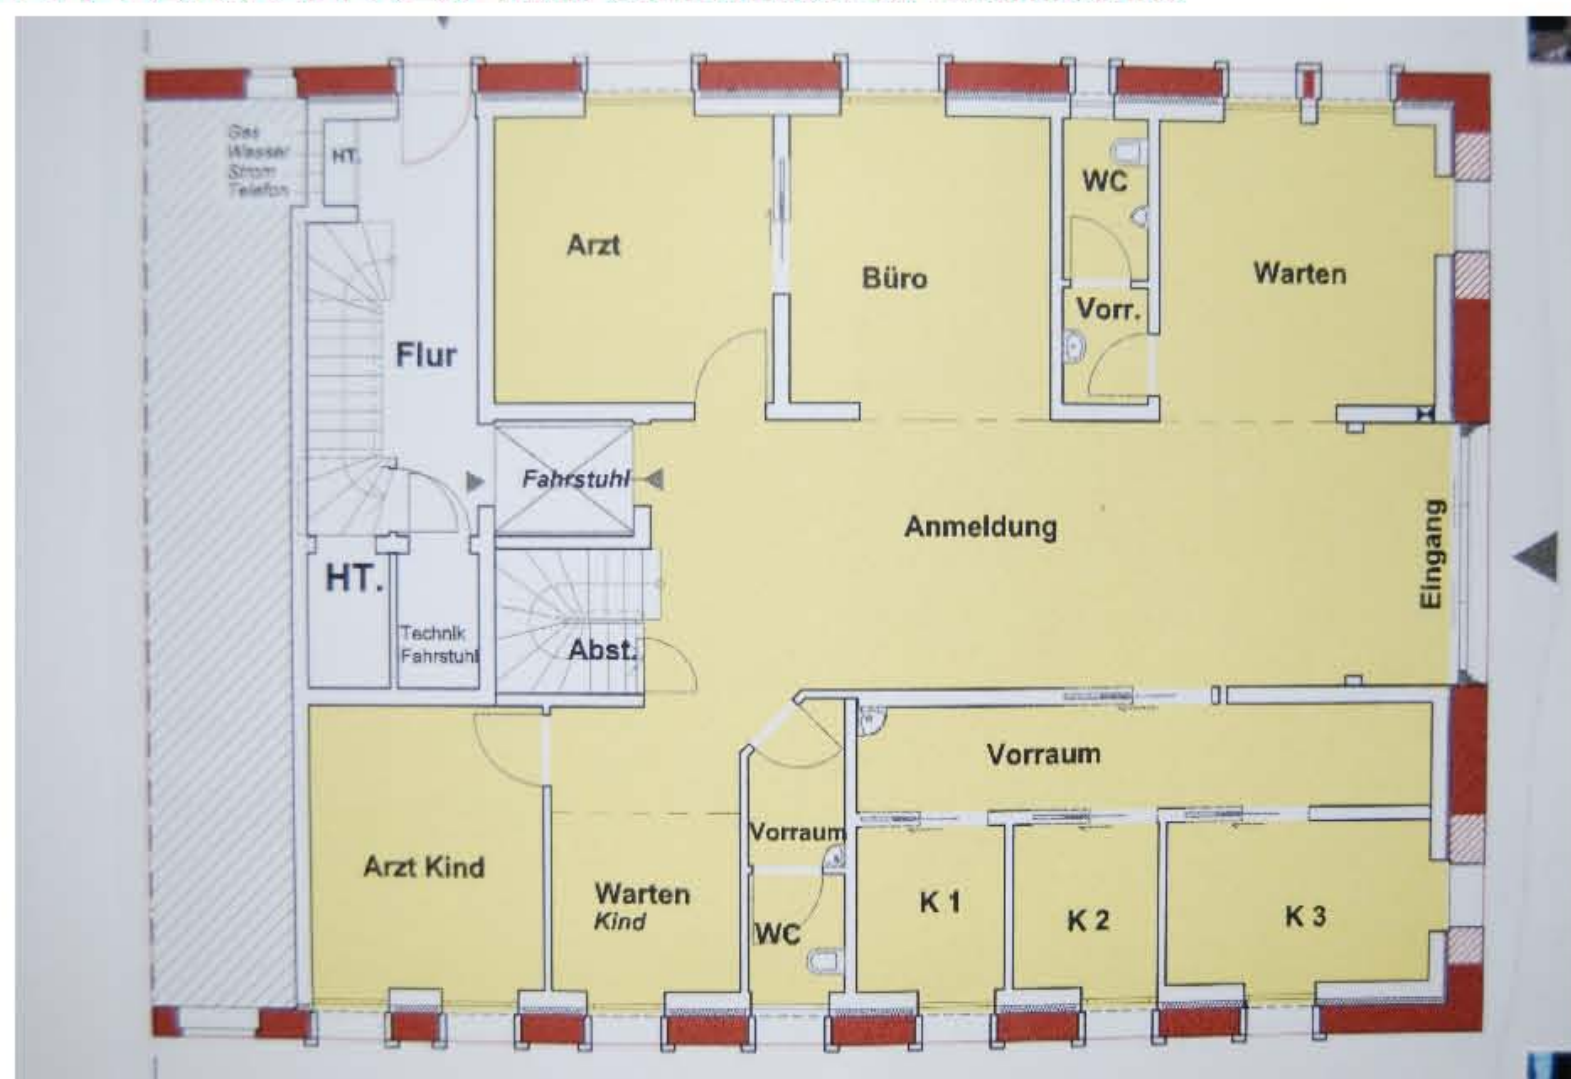 Gas
Wasser
Strom
Telefon
HT.
Arzt
Büro
WC
Vorr.
Warten
Flur
Fahrstuhl
Anmeldung
Eingang
HT.
Technik
Fahrstuhl
Abst.
Vorraum
Arzt Kind
Warten
Kind
Vorraum
WC
K 1
K 2
K 3